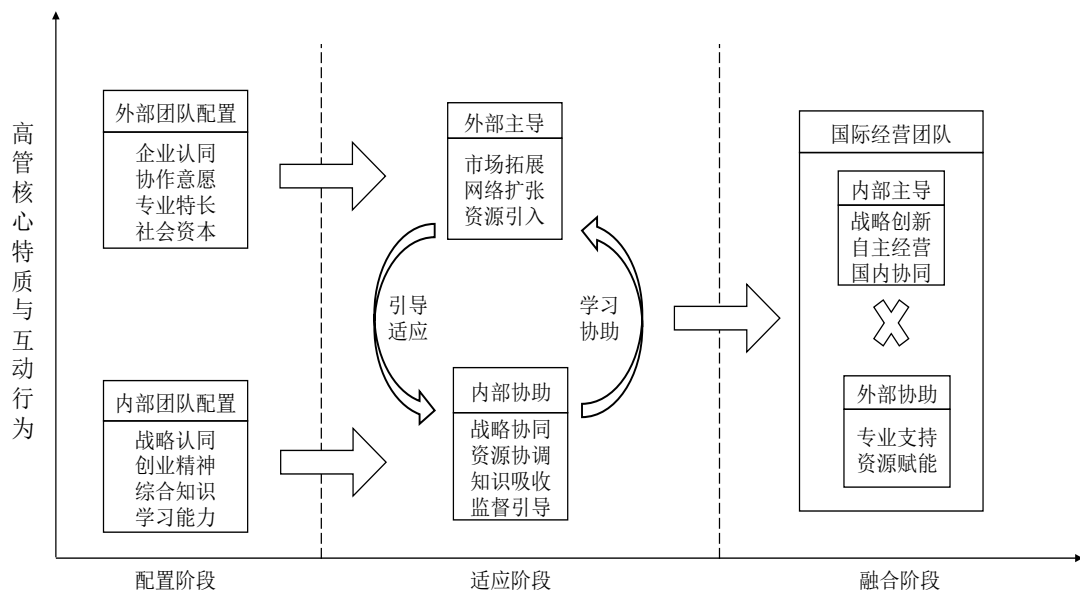 高管核心特质与互动行为
外部团队配置
企业认同
协作意愿
专业特长
社会资本
内部团队配置
战略认同
创业精神
综合知识
学习能力
外部主导
市场拓展
网络扩张
资源引入
引导
适应
学习
协助
内部协助
战略协同
资源协调
知识吸收
监督引导
国际经营团队
内部主导
战略创新
自主经营
国内协同
外部协助
专业支持
资源赋能
配置阶段
适应阶段
融合阶段